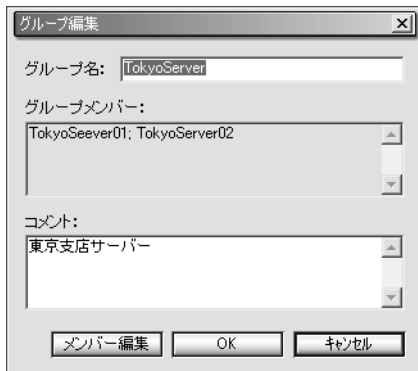 グループ編集
グループ名: TokyoServer
グループメンバー:
TokyoSeever01; TokyoServer02
コメント:
東京支店サーバー
メンバー編集 OK キャンセル